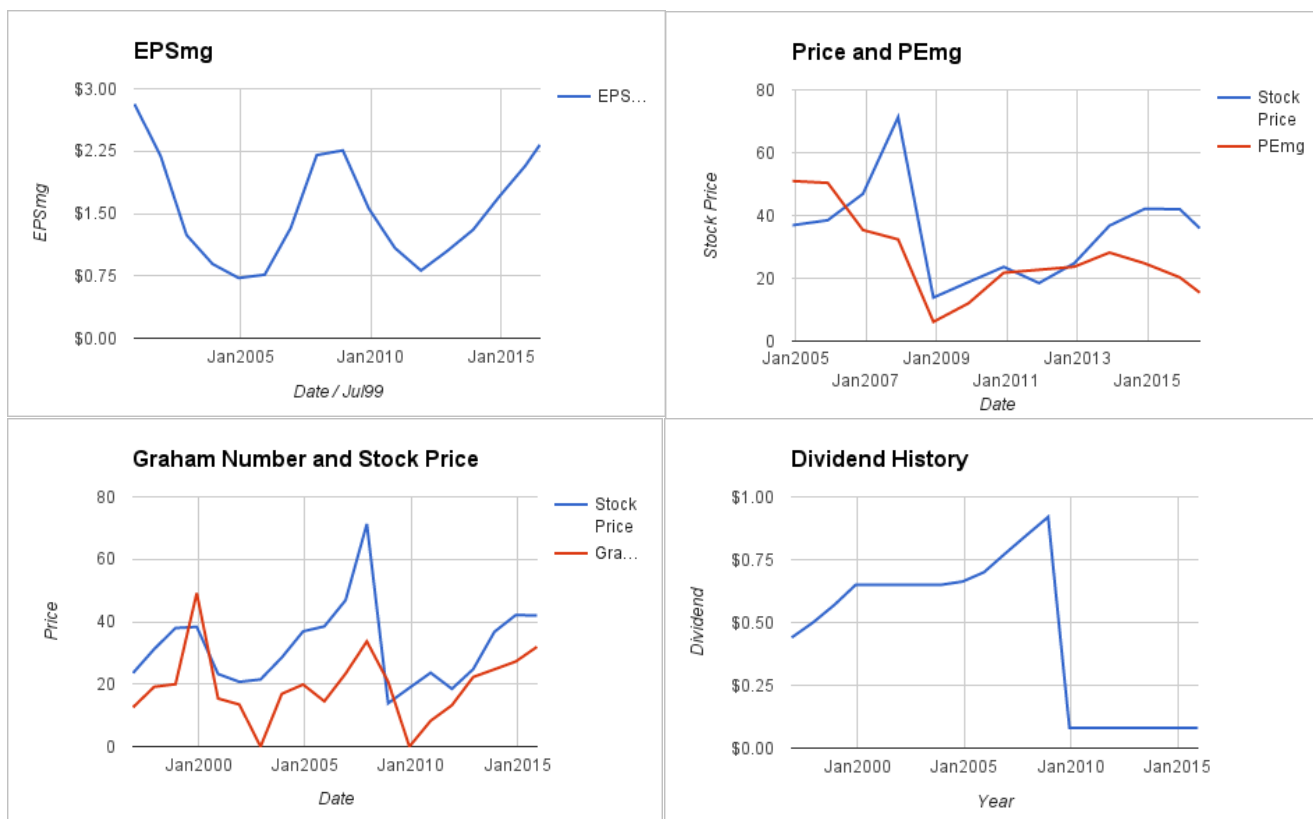 EPSmg
$3.00
$2.25
$1.50
$0.75
$0.00
EPSmg
EPS...
Jan2005 Jan2010 Jan2015
Date / Jul99
Price and PEmg
80
60
40
20
0
Stock Price
Stock
Price
PEmg
Jan2005 Jan2009 Jan2013
Jan2007 Jan2011 Jan2015
Date
Graham Number and Stock Price
80
60
40
20
0
Price
Stock
Price
Gra...
Jan2000 Jan2005 Jan2010 Jan2015
Date
Dividend History
$1.00
$0.75
$0.50
$0.25
$0.00
Dividend
Jan2000 Jan2005 Jan2010 Jan2015
Year